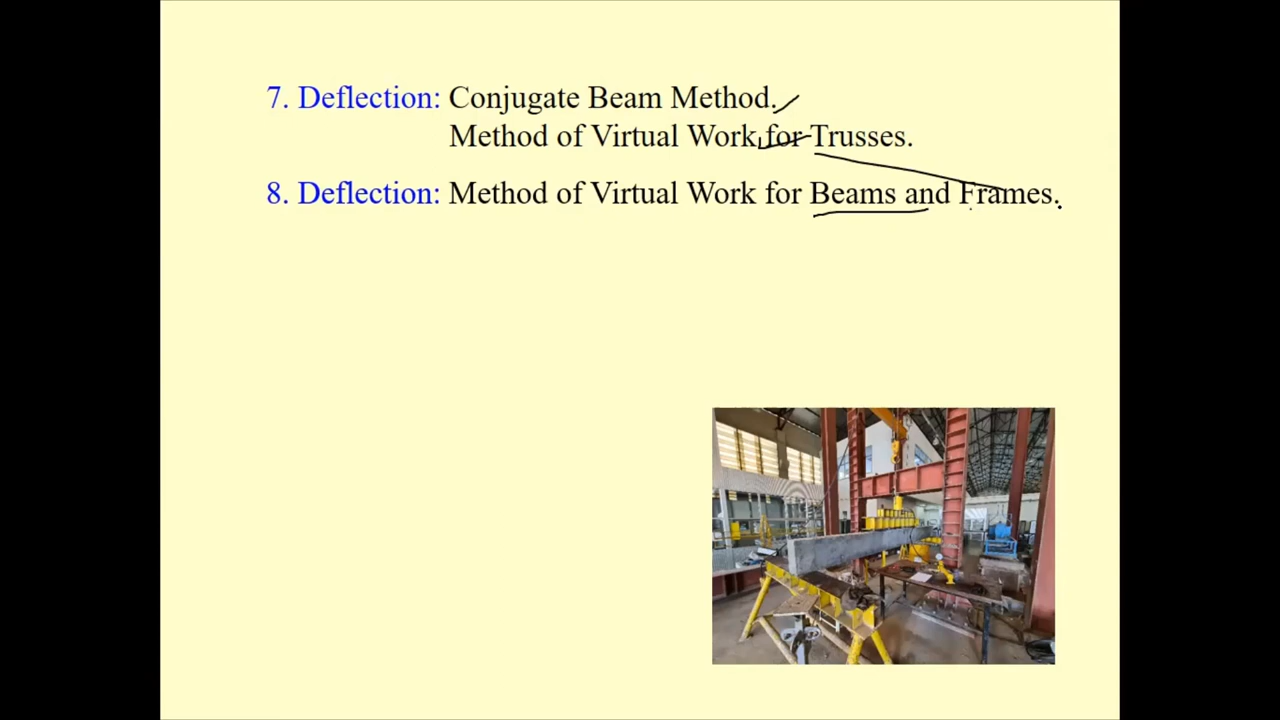 7. Deflection: Conjugate Beam Method.
Method of Virtual Work for Trusses.
8. Deflection: Method of Virtual Work for Beams and Frames.